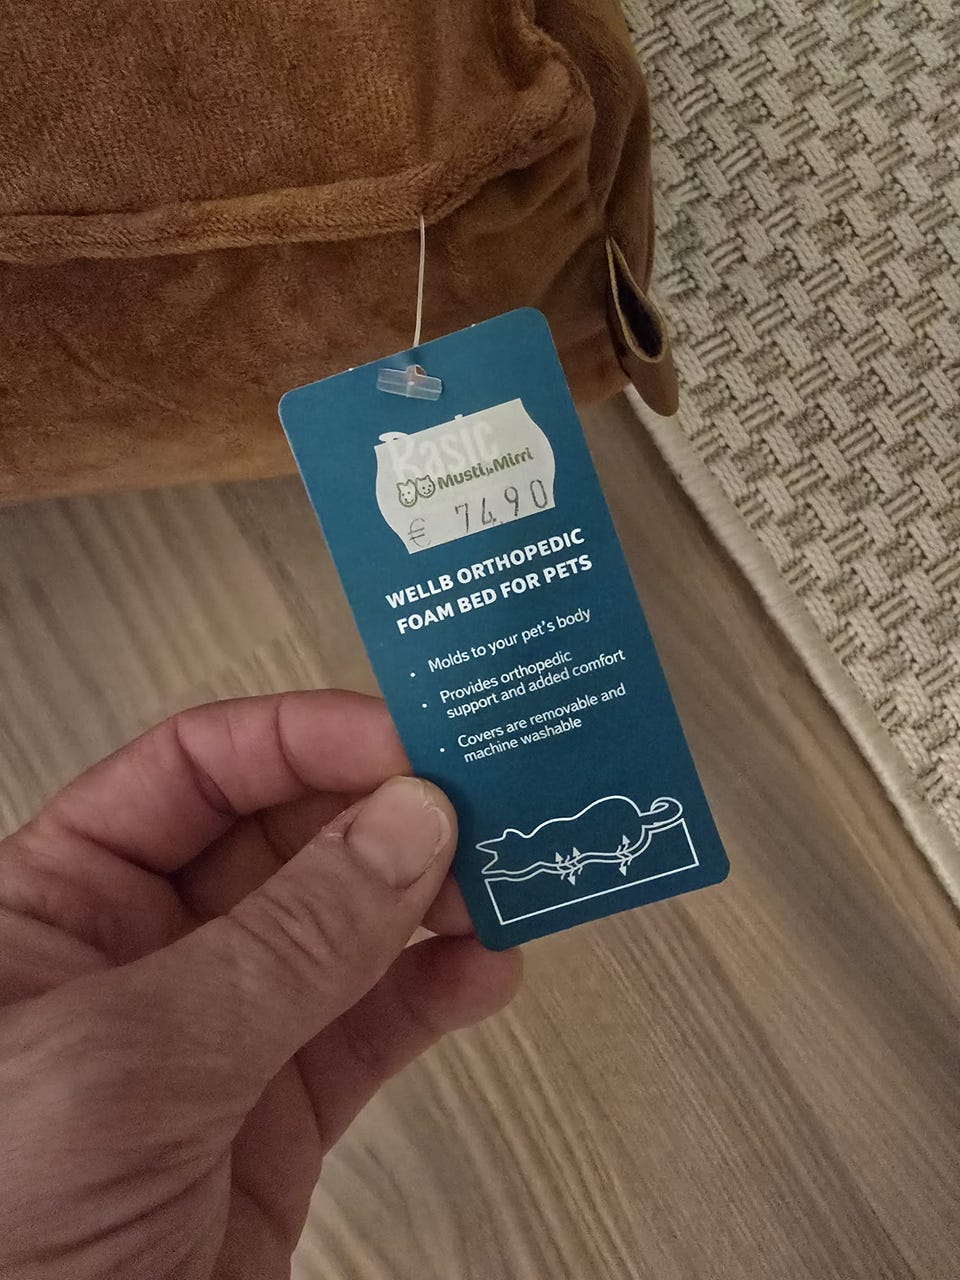 Basic
Musti ja Mirri
€ 74.90
WELLB ORTHOPEDIC
FOAM BED FOR PETS
• Molds to your pet's body
• Provides orthopedic
support and added comfort
• Covers are removable and
machine washable